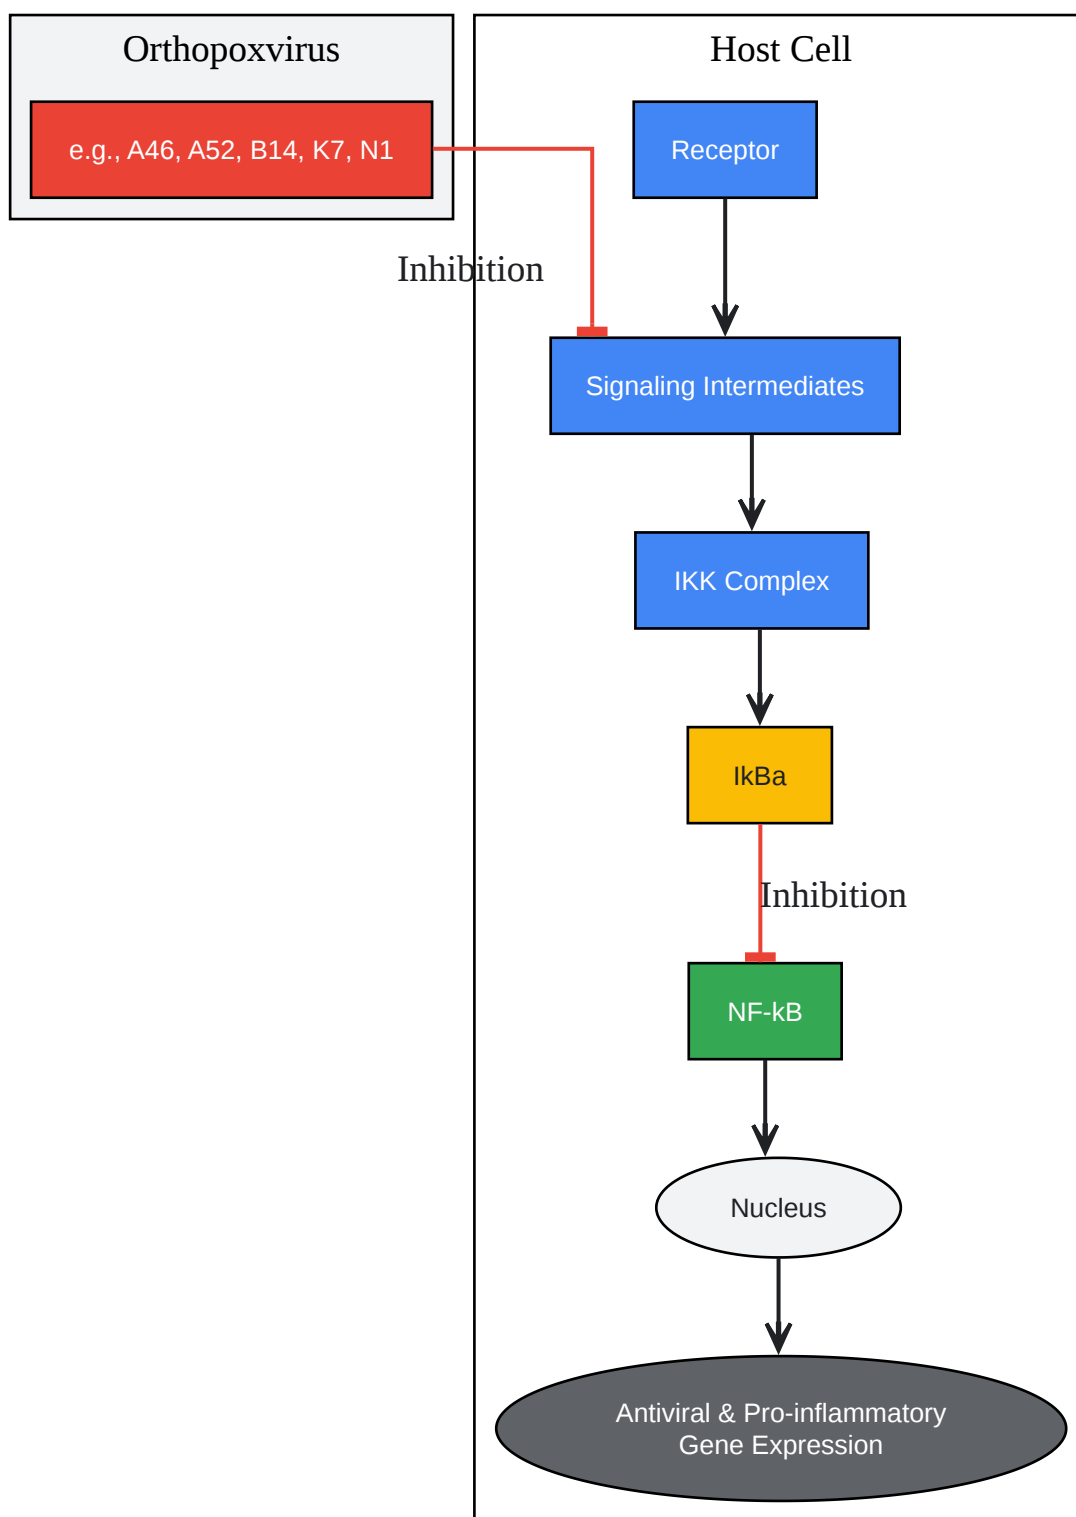 Orthopoxvirus
e.g., A46, A52, B14, K7, N1
Inhibition
Host Cell
Receptor
Signaling Intermediates
IKK Complex
IkBa
Inhibition
NF-kB
Nucleus
Antiviral & Pro-inflammatory
Gene Expression